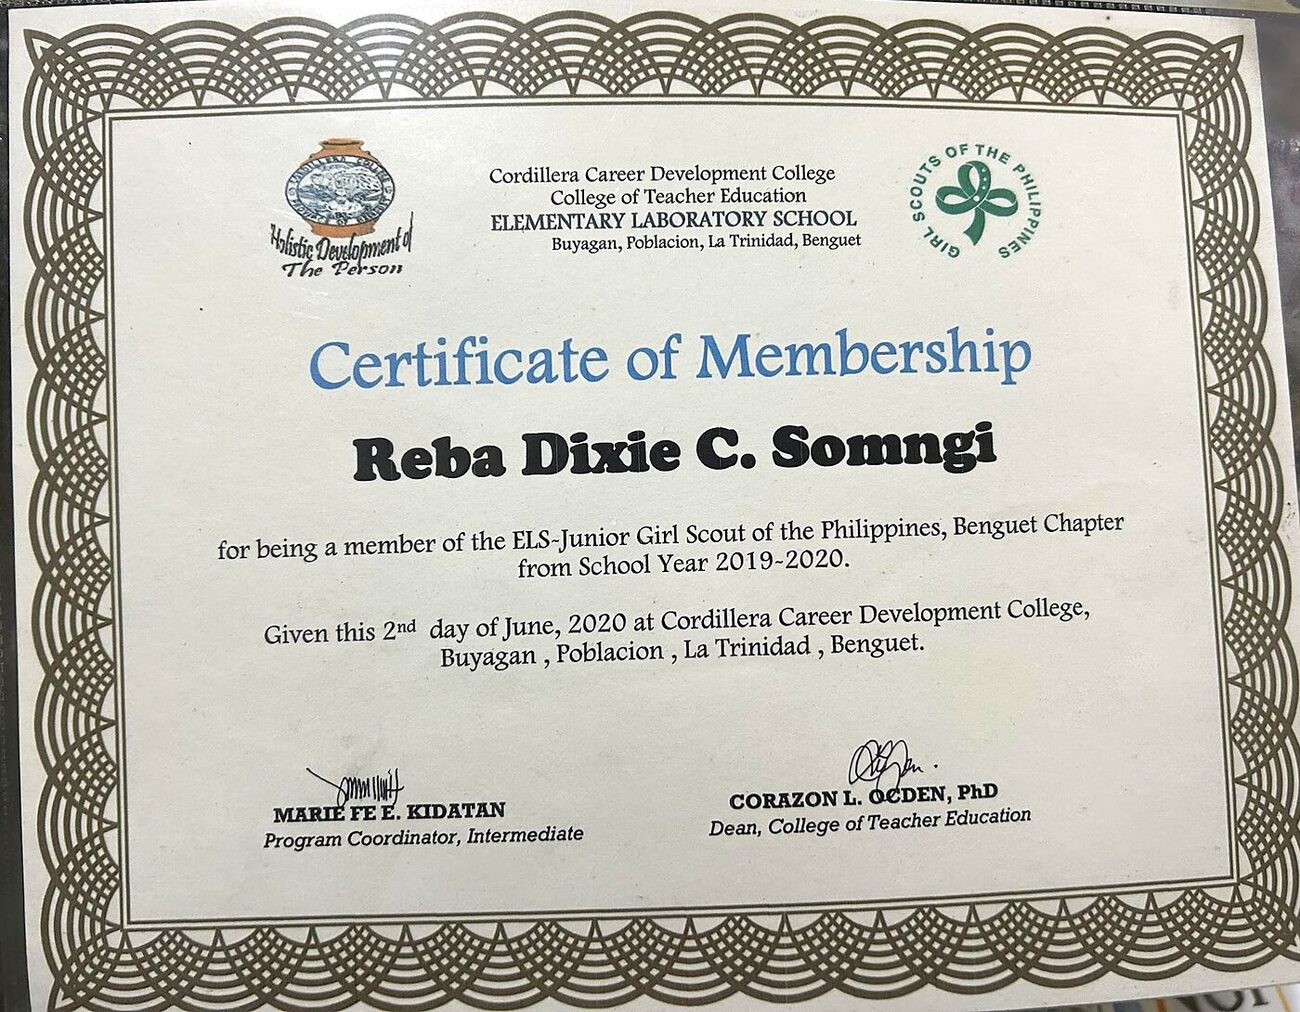 Cordillera Career Development College
College of Teacher Education
ELEMENTARY LABORATORY SCHOOL
Buyagan, Poblacion, La Trinidad, Benguet
Holistic Development of
The Person
GIRL SCOUTS OF THE PHILIPPINES
Certificate of Membership
Reba Dixie C. Somngi
for being a member of the ELS-Junior Girl Scout of the Philippines, Benguet Chapter
from School Year 2019-2020.
Given this 2nd day of June, 2020 at Cordillera Career Development College,
Buyagan , Poblacion , La Trinidad , Benguet.
MARIE FE E. KIDATAN
Program Coordinator, Intermediate
CORAZON L. OCDEN, PhD
Dean, College of Teacher Education